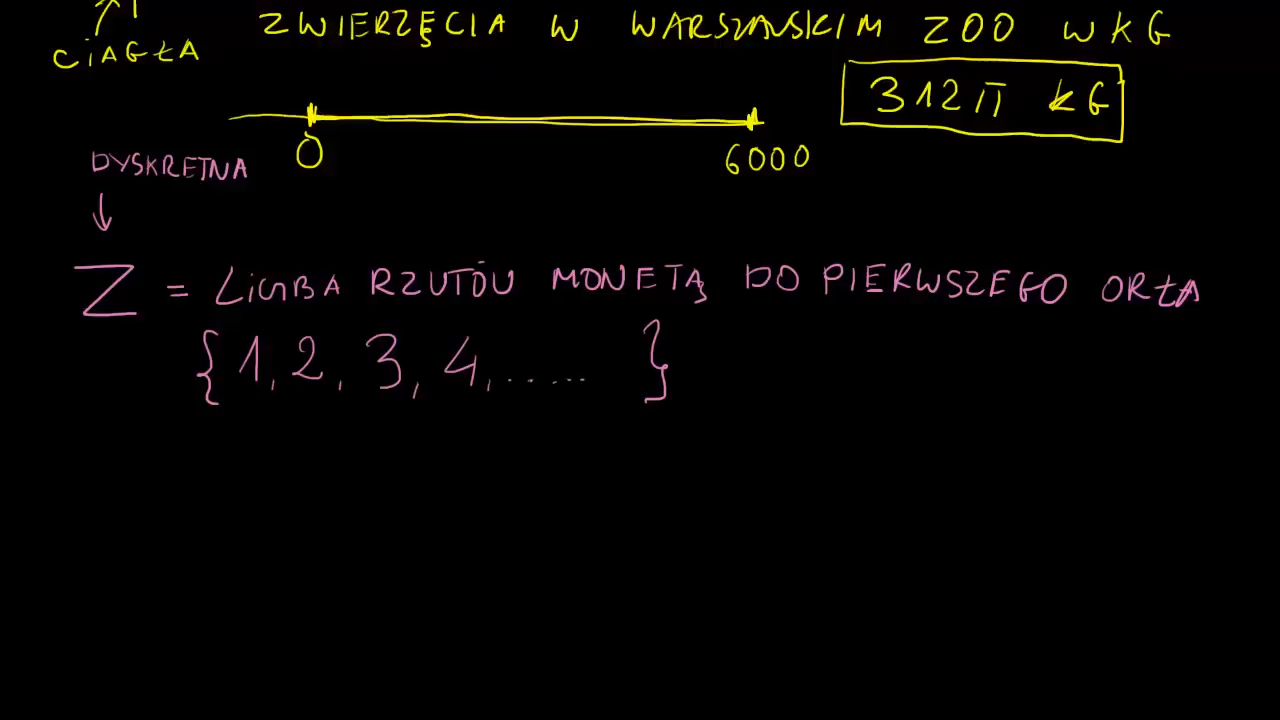 CIĄGŁA ZWIERZĘCIA W WARSZAWSKIM ZOO W KG
312π KG
0 6000
DYSKRETNA
Z = LICZBA RZUTÓW MONETĄ DO PIERWSZEGO ORŁA
{1, 2, 3, 4, ...... }